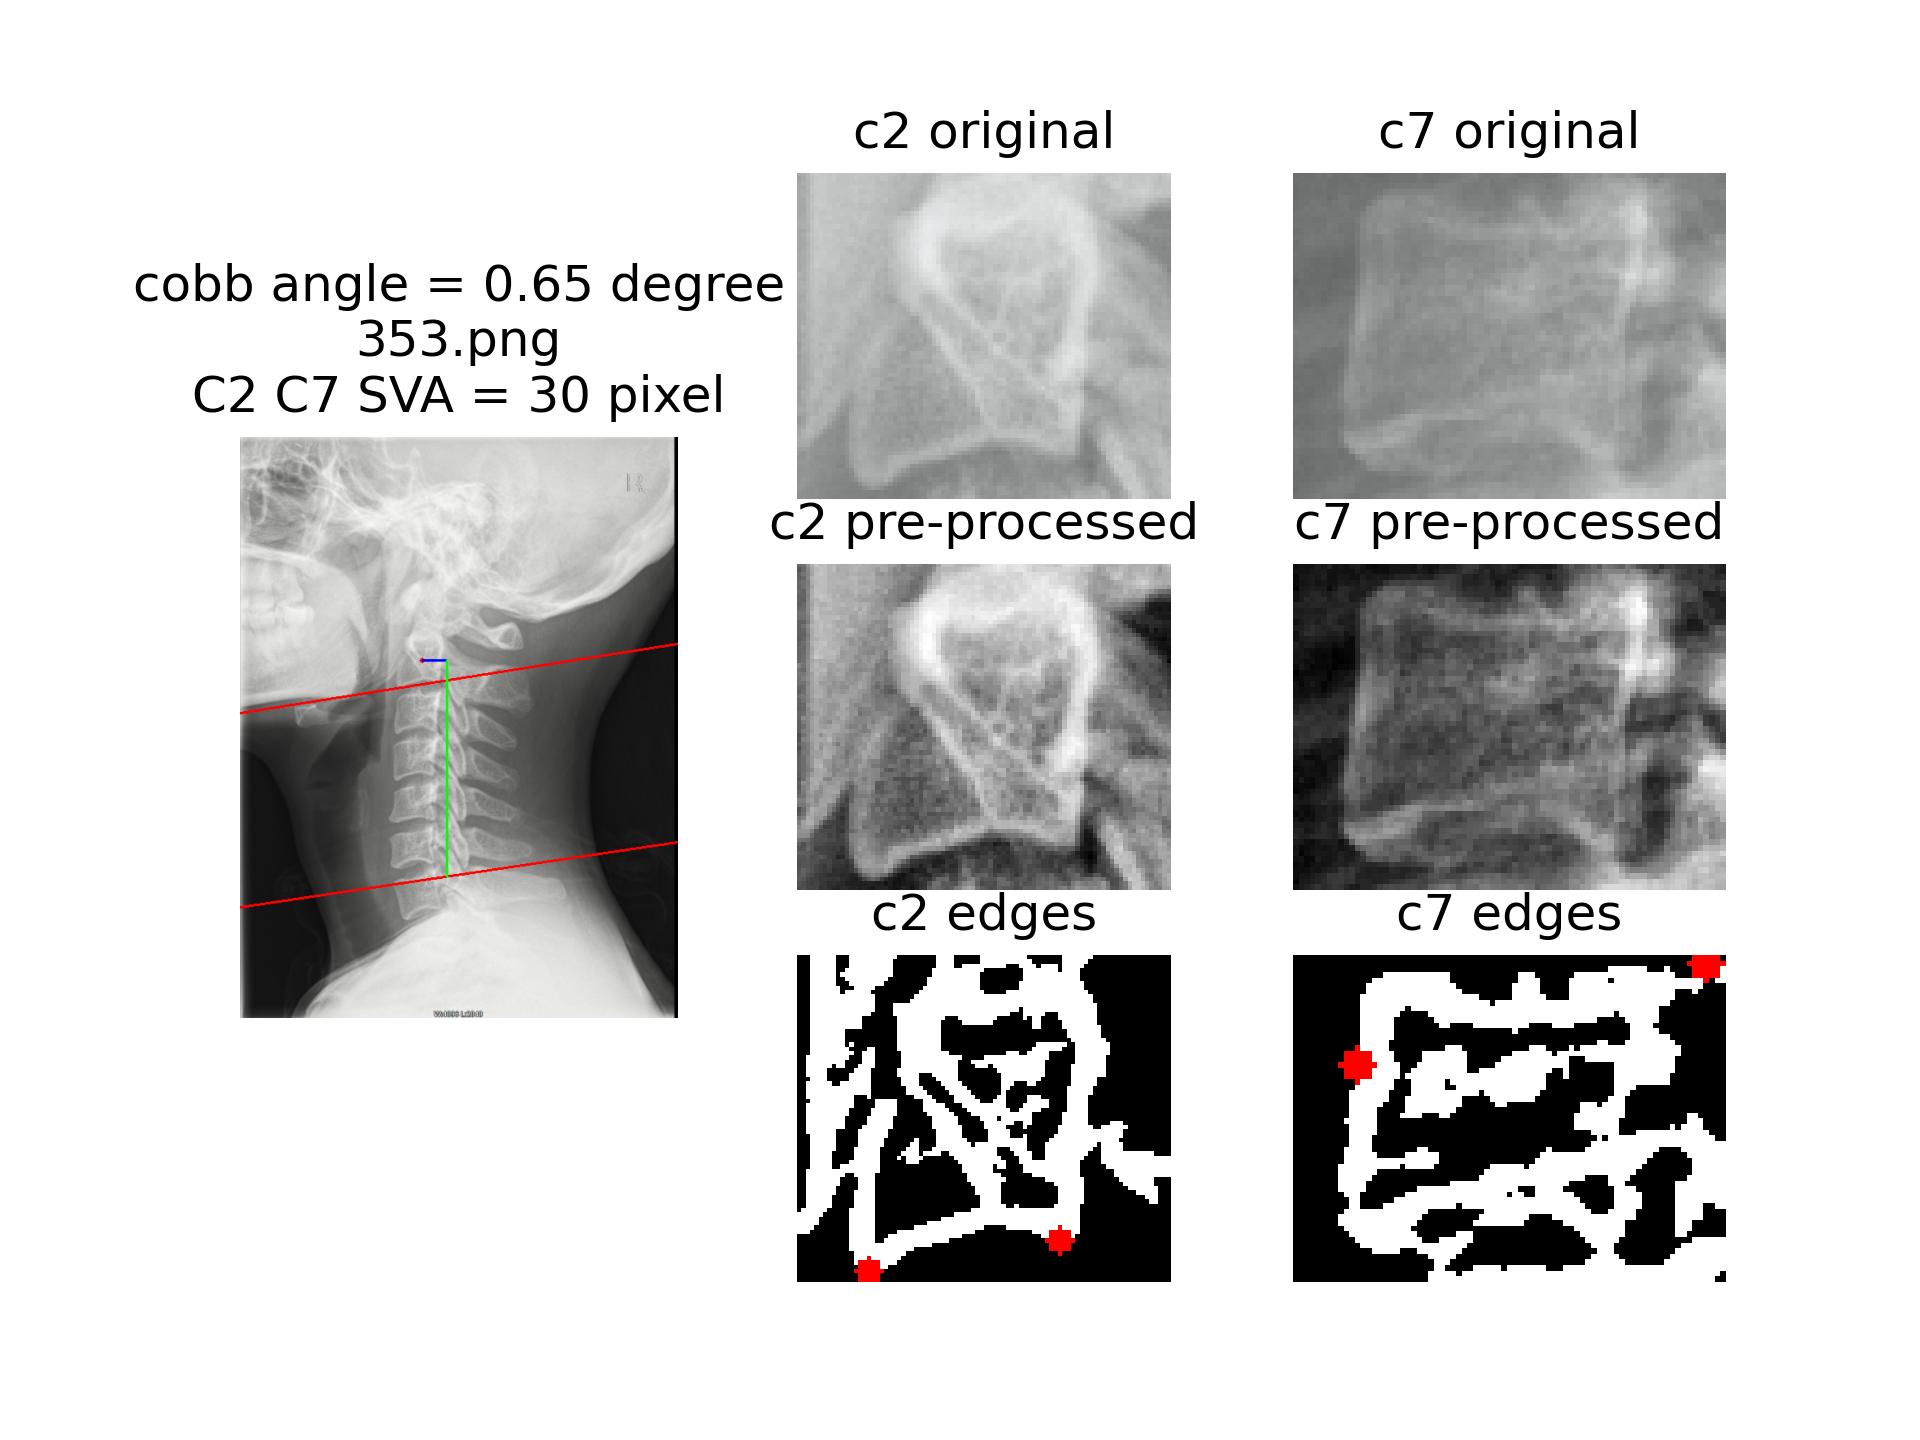 cobb angle = 0.65 degree
353.png
C2 C7 SVA = 30 pixel
c2 original
c7 original
c2 pre-processed
c7 pre-processed
c2 edges
c7 edges